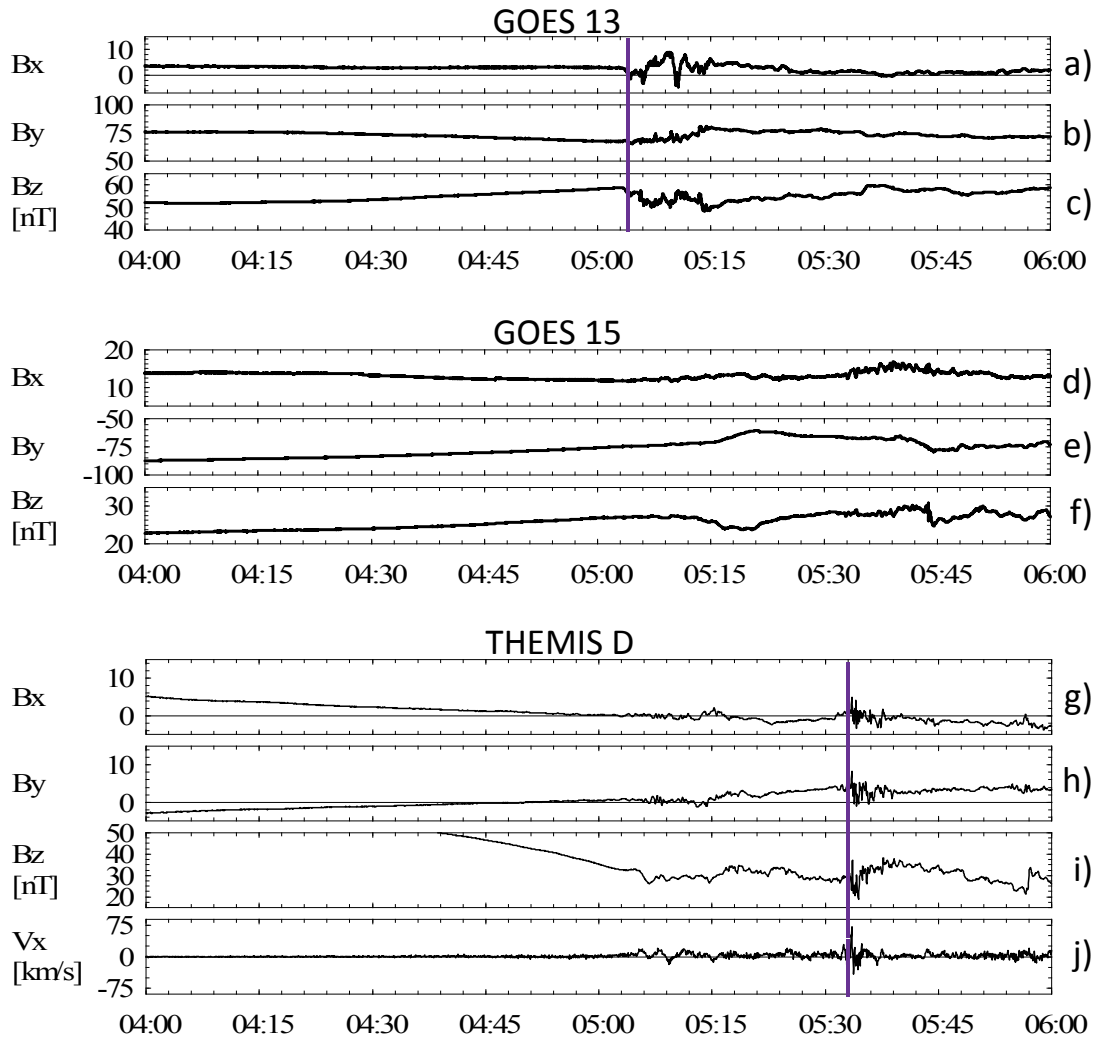 GOES 13
Bx 10 0 a)
By 100 75 50 b)
Bz [nT] 60 50 40 c)
04:00 04:15 04:30 04:45 05:00 05:15 05:30 05:45 06:00
GOES 15
Bx 20 10 d)
By -50 -75 -100 e)
Bz [nT] 30 20 f)
04:00 04:15 04:30 04:45 05:00 05:15 05:30 05:45 06:00
THEMIS D
Bx 10 0 g)
By 10 0 h)
Bz [nT] 50 40 30 20 i)
Vx [km/s] 75 0 -75 j)
04:00 04:15 04:30 04:45 05:00 05:15 05:30 05:45 06:00